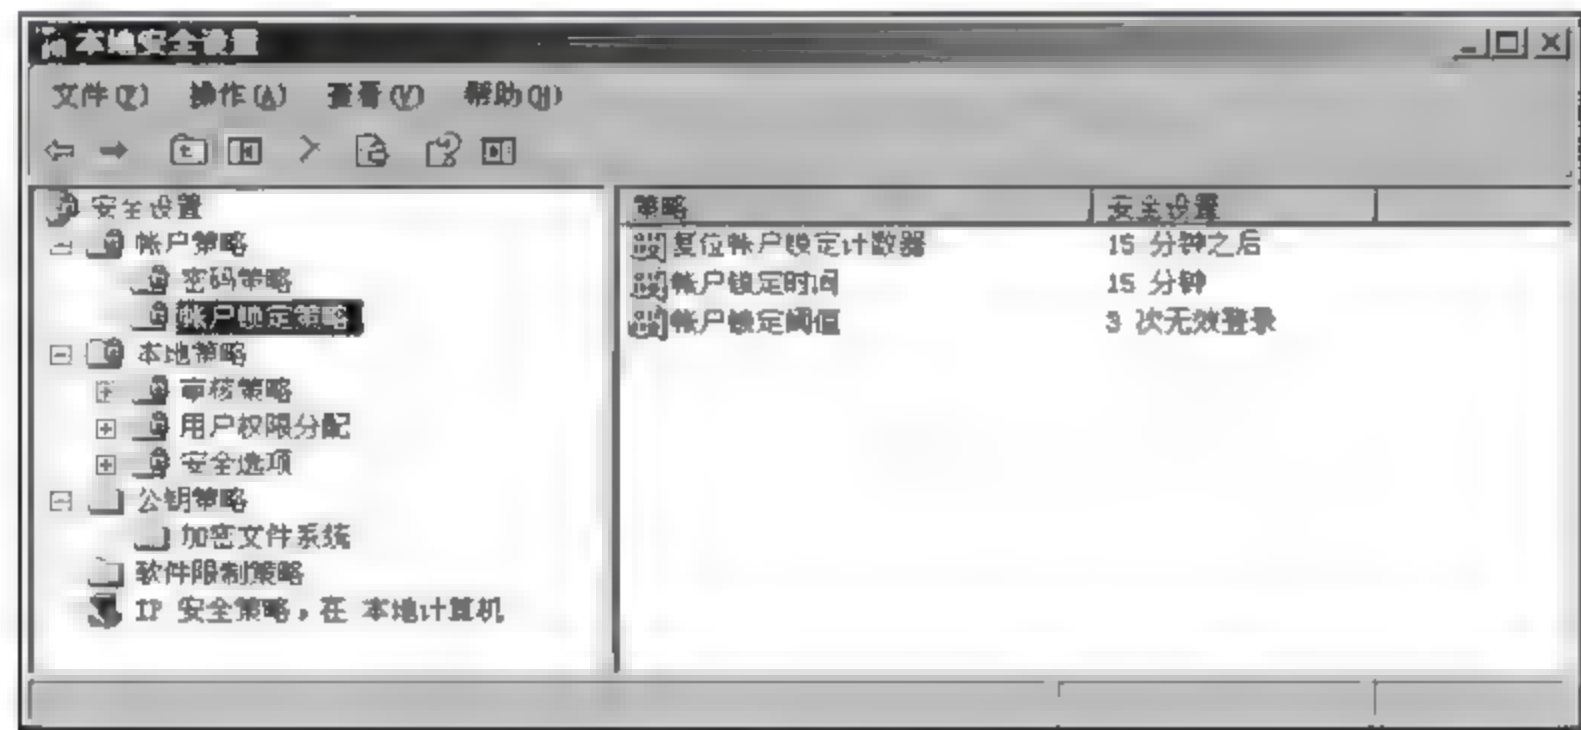 本地安全设置
文件(F) 操作(A) 查看(V) 帮助(H)
安全设置
帐户策略
密码策略
帐户锁定策略
本地策略
审核策略
用户权限分配
安全选项
公钥策略
加密文件系统
软件限制策略
IP 安全策略，在 本地计算机
策略 安全设置
复位帐户锁定计数器 15 分钟之后
帐户锁定时间 15 分钟
帐户锁定阈值 3 次无效登录